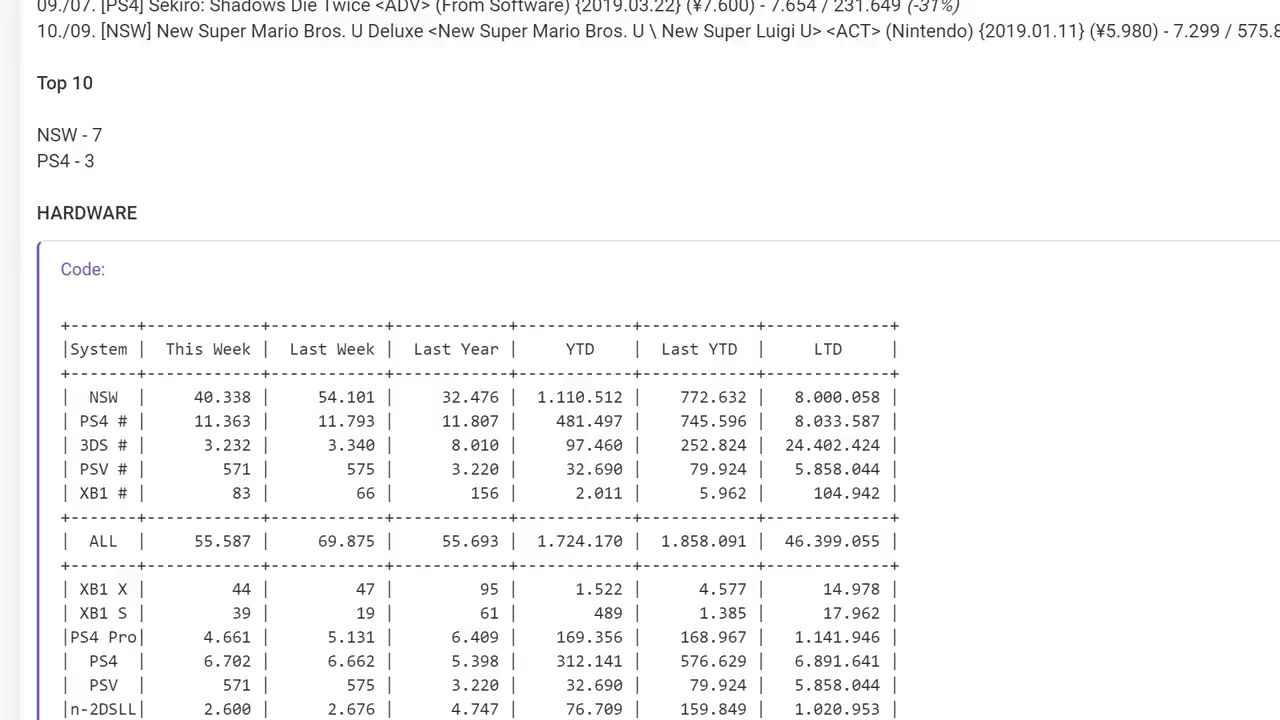 09./07. [PS4] Sekiro: Shadows Die Twice <ADV> (From Software) {2019.03.22} (¥7.600) - 7.654 / 231.649 (-31%)
10./09. [NSW] New Super Mario Bros. U Deluxe <New Super Mario Bros. U \ New Super Luigi U> <ACT> (Nintendo) {2019.01.11} (¥5.980) - 7.299 / 575.8
Top 10
NSW - 7
PS4 - 3
HARDWARE
Code:
+-------+------------+------------+------------+------------+------------+-------------+
|System |  This Week |  Last Week |  Last Year |     YTD    |  Last YTD  |     LTD     |
+-------+------------+------------+------------+------------+------------+-------------+
|  NSW  |     40.338 |     54.101 |     32.476 |  1.110.512 |    772.632 |   8.000.058 |
| PS4 # |     11.363 |     11.793 |     11.807 |    481.497 |    745.596 |   8.033.587 |
| 3DS # |      3.232 |      3.340 |      8.010 |     97.460 |    252.824 |  24.402.424 |
| PSV # |        571 |        575 |      3.220 |     32.690 |     79.924 |   5.858.044 |
| XB1 # |         83 |         66 |        156 |      2.011 |      5.962 |     104.942 |
+-------+------------+------------+------------+------------+------------+-------------+
|  ALL  |     55.587 |     69.875 |     55.693 |  1.724.170 |  1.858.091 |  46.399.055 |
+-------+------------+------------+------------+------------+------------+-------------+
| XB1 X |         44 |         47 |         95 |      1.522 |      4.577 |      14.978 |
| XB1 S |         39 |         19 |         61 |        489 |      1.385 |      17.962 |
|PS4 Pro|      4.661 |      5.131 |      6.409 |    169.356 |    168.967 |   1.141.946 |
|  PS4  |      6.702 |      6.662 |      5.398 |    312.141 |    576.629 |   6.891.641 |
|  PSV  |        571 |        575 |      3.220 |     32.690 |     79.924 |   5.858.044 |
|n-2DSLL|      2.600 |      2.676 |      4.747 |     76.709 |    159.849 |   1.020.953 |